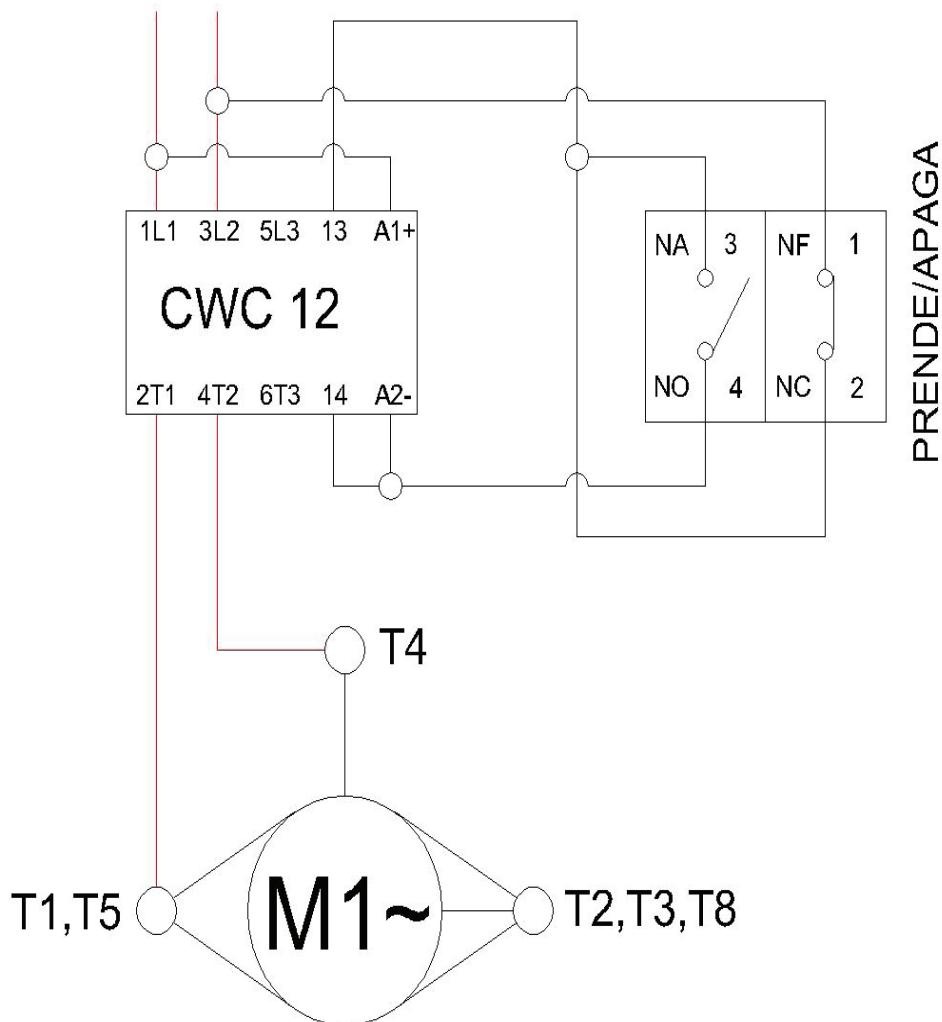 1L1 3L2 5L3 13 A1+
CWC 12
2T1 4T2 6T3 14 A2-
NA 3 NF 1
NO 4 NC 2
PRENDE/APAGA
T4
T1,T5
M1~
T2,T3,T8